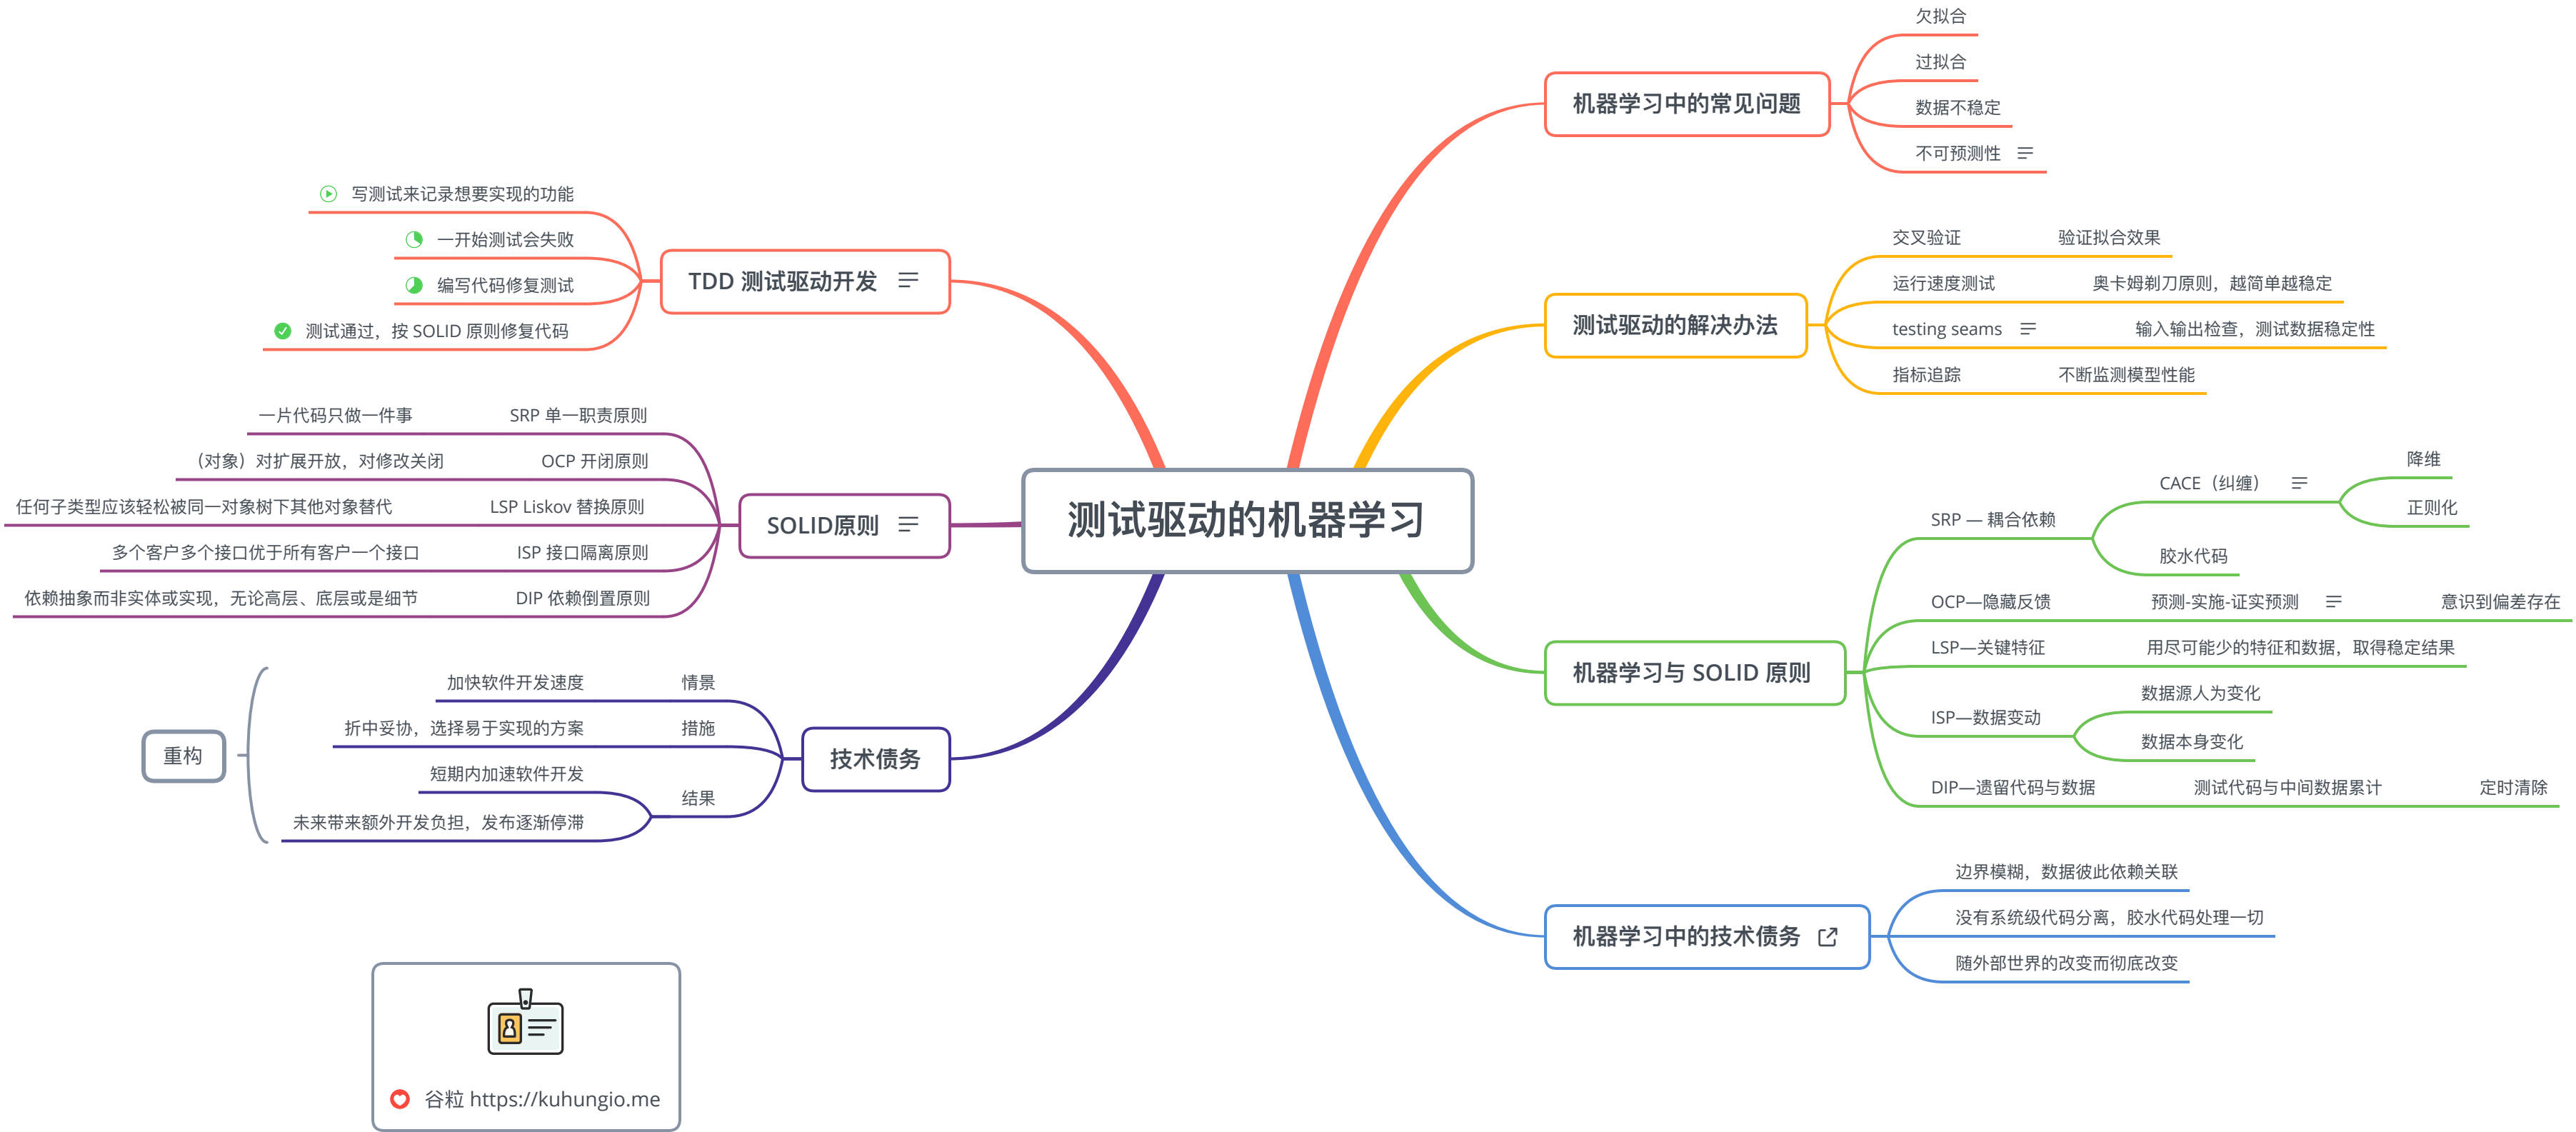 测试驱动的机器学习
机器学习中的常见问题
欠拟合
过拟合
数据不稳定
不可预测性
测试驱动的解决办法
交叉验证
验证拟合效果
运行速度测试
奥卡姆剃刀原则，越简单越稳定
testing seams
输入输出检查，测试数据稳定性
指标追踪
不断监测模型性能
机器学习与 SOLID 原则
SRP — 耦合依赖
CACE（纠缠）
降维
正则化
胶水代码
OCP—隐藏反馈
预测-实施-证实预测
意识到偏差存在
LSP—关键特征
用尽可能少的特征和数据，取得稳定结果
ISP—数据变动
数据源人为变化
数据本身变化
DIP—遗留代码与数据
测试代码与中间数据累计
定时清除
机器学习中的技术债务
边界模糊，数据彼此依赖关联
没有系统级代码分离，胶水代码处理一切
随外部世界的改变而彻底改变
TDD 测试驱动开发
写测试来记录想要实现的功能
一开始测试会失败
编写代码修复测试
测试通过，按 SOLID 原则修复代码
SOLID原则
SRP 单一职责原则
一片代码只做一件事
OCP 开闭原则
（对象）对扩展开放，对修改关闭
LSP Liskov 替换原则
任何子类型应该轻松被同一对象树下其他对象替代
ISP 接口隔离原则
多个客户多个接口优于所有客户一个接口
DIP 依赖倒置原则
依赖抽象而非实体或实现，无论高层、底层或是细节
技术债务
情景
加快软件开发速度
措施
折中妥协，选择易于实现的方案
结果
短期内加速软件开发
未来带来额外开发负担，发布逐渐停滞
重构
谷粒 https://kuhungio.me